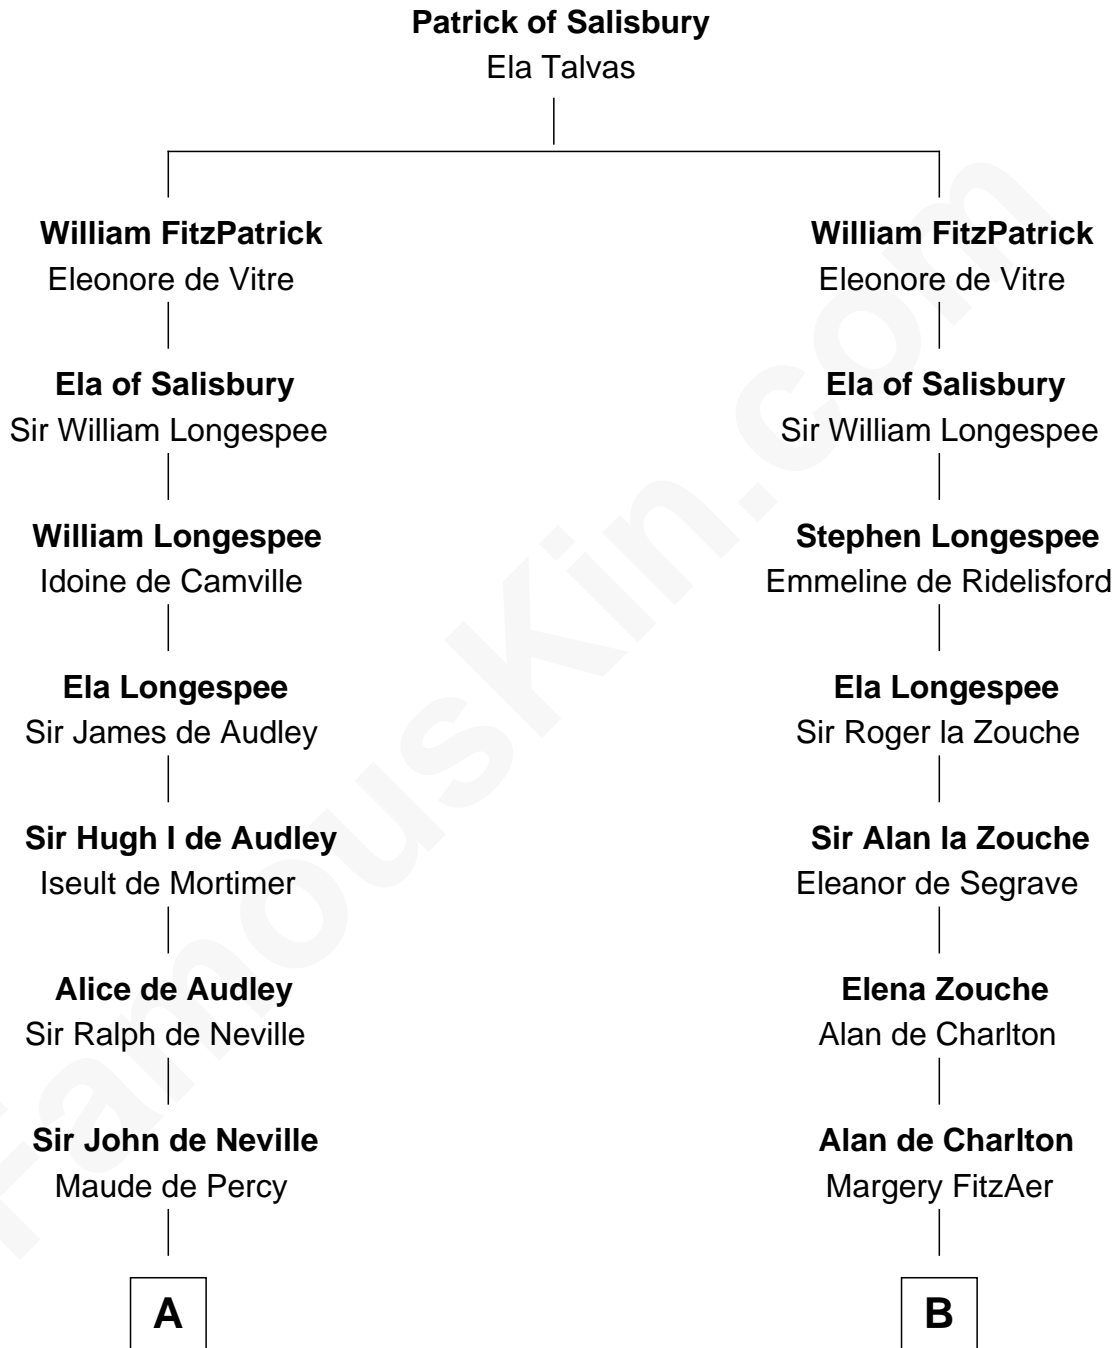 Patrick of Salisbury
Ela Talvas
William FitzPatrick
Eleonore de Vitre
Ela of Salisbury
Sir William Longespee
William Longespee
Idoine de Camville
Ela Longespee
Sir James de Audley
Sir Hugh I de Audley
Iseult de Mortimer
Alice de Audley
Sir Ralph de Neville
Sir John de Neville
Maude de Percy
A
William FitzPatrick
Eleonore de Vitre
Ela of Salisbury
Sir William Longespee
Stephen Longespee
Emmeline de Ridelisford
Ela Longespee
Sir Roger la Zouche
Sir Alan la Zouche
Eleanor de Segrave
Elena Zouche
Alan de Charlton
Alan de Charlton
Margery FitzAer
B
FamousKin.com